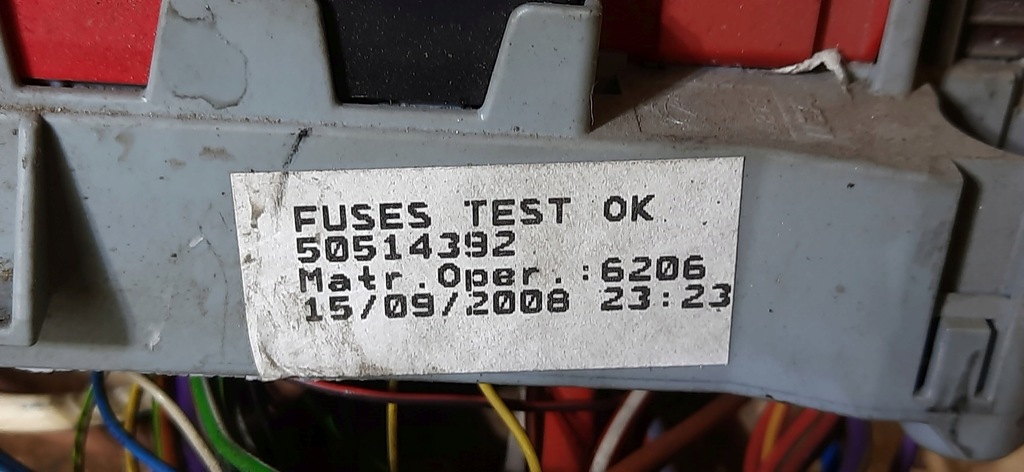 FUSES TEST OK
50514392
Matr.Oper.:6206
15/09/2008 23:23